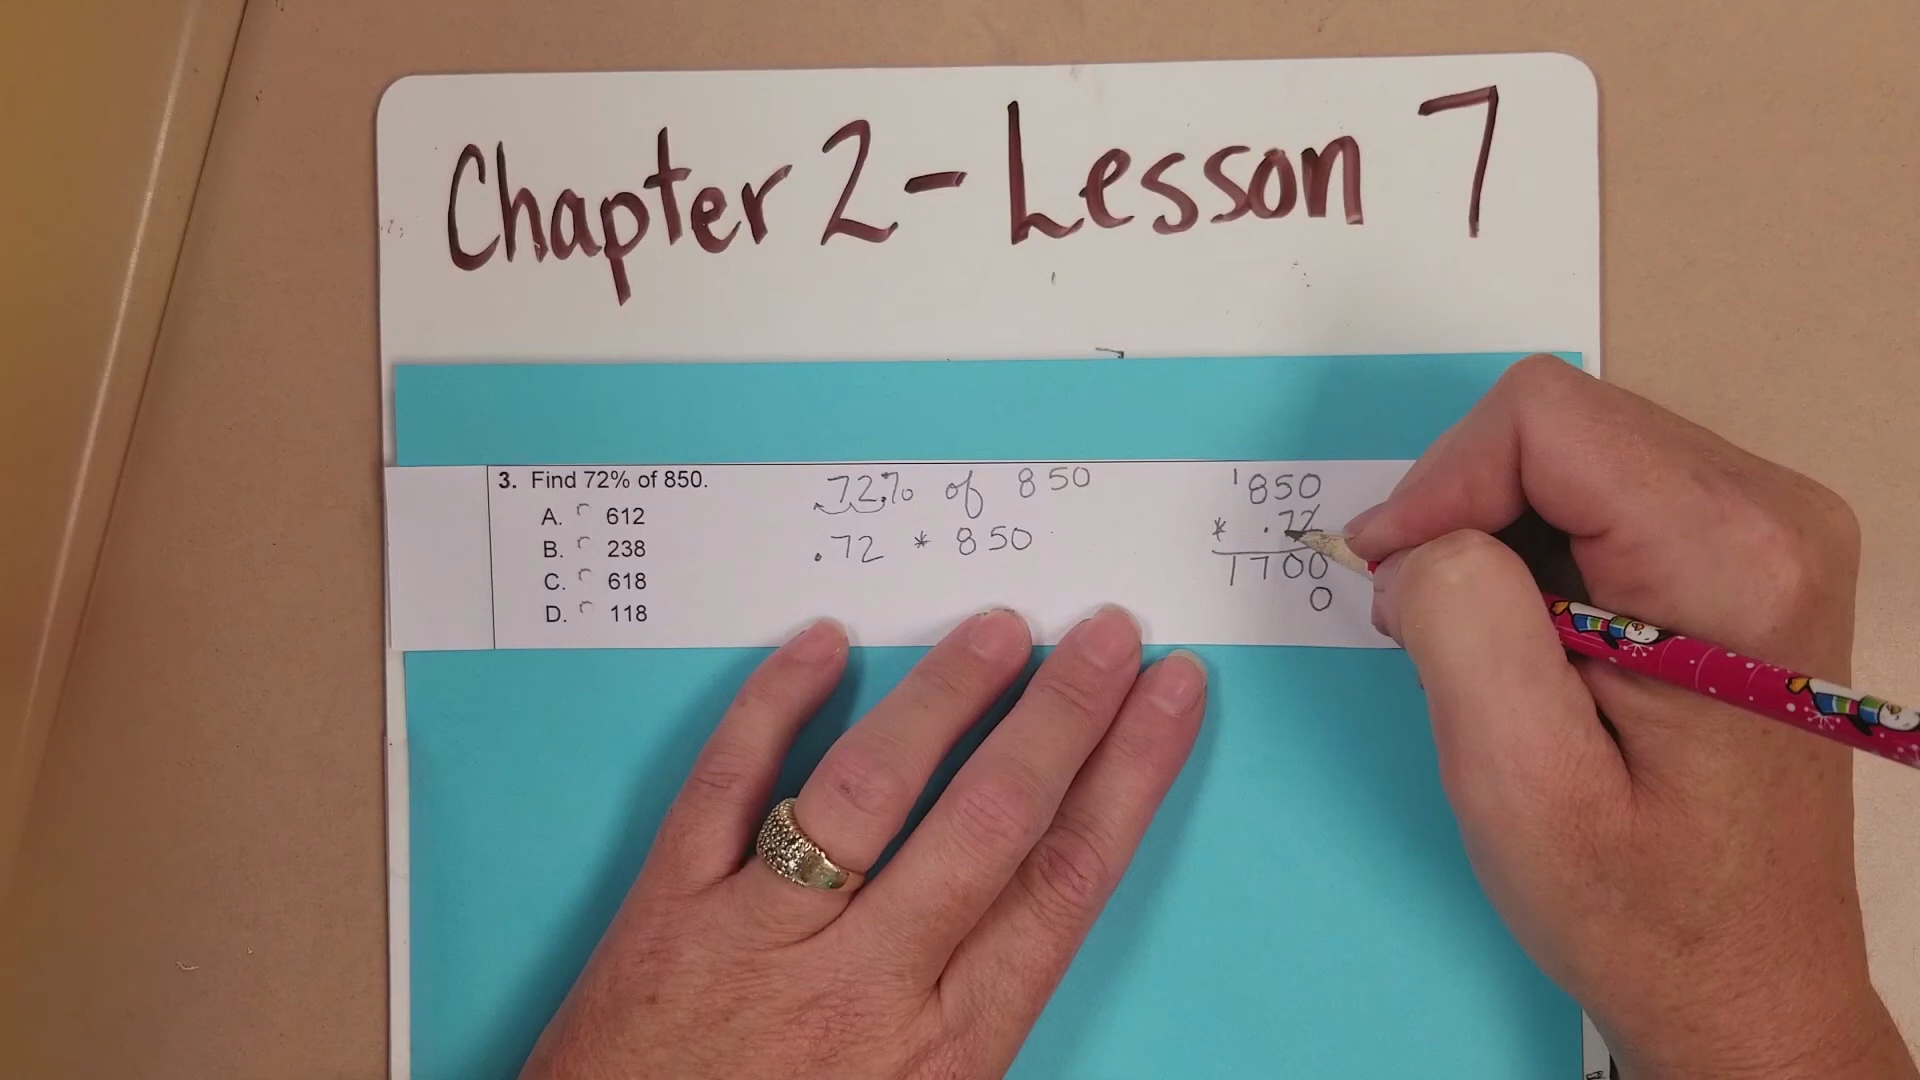 Chapter 2 - Lesson 7
3. Find 72% of 850.
A. 612
B. 238
C. 618
D. 118
.72.% of 850
.72 * 850
1
850
* .72
1700
0